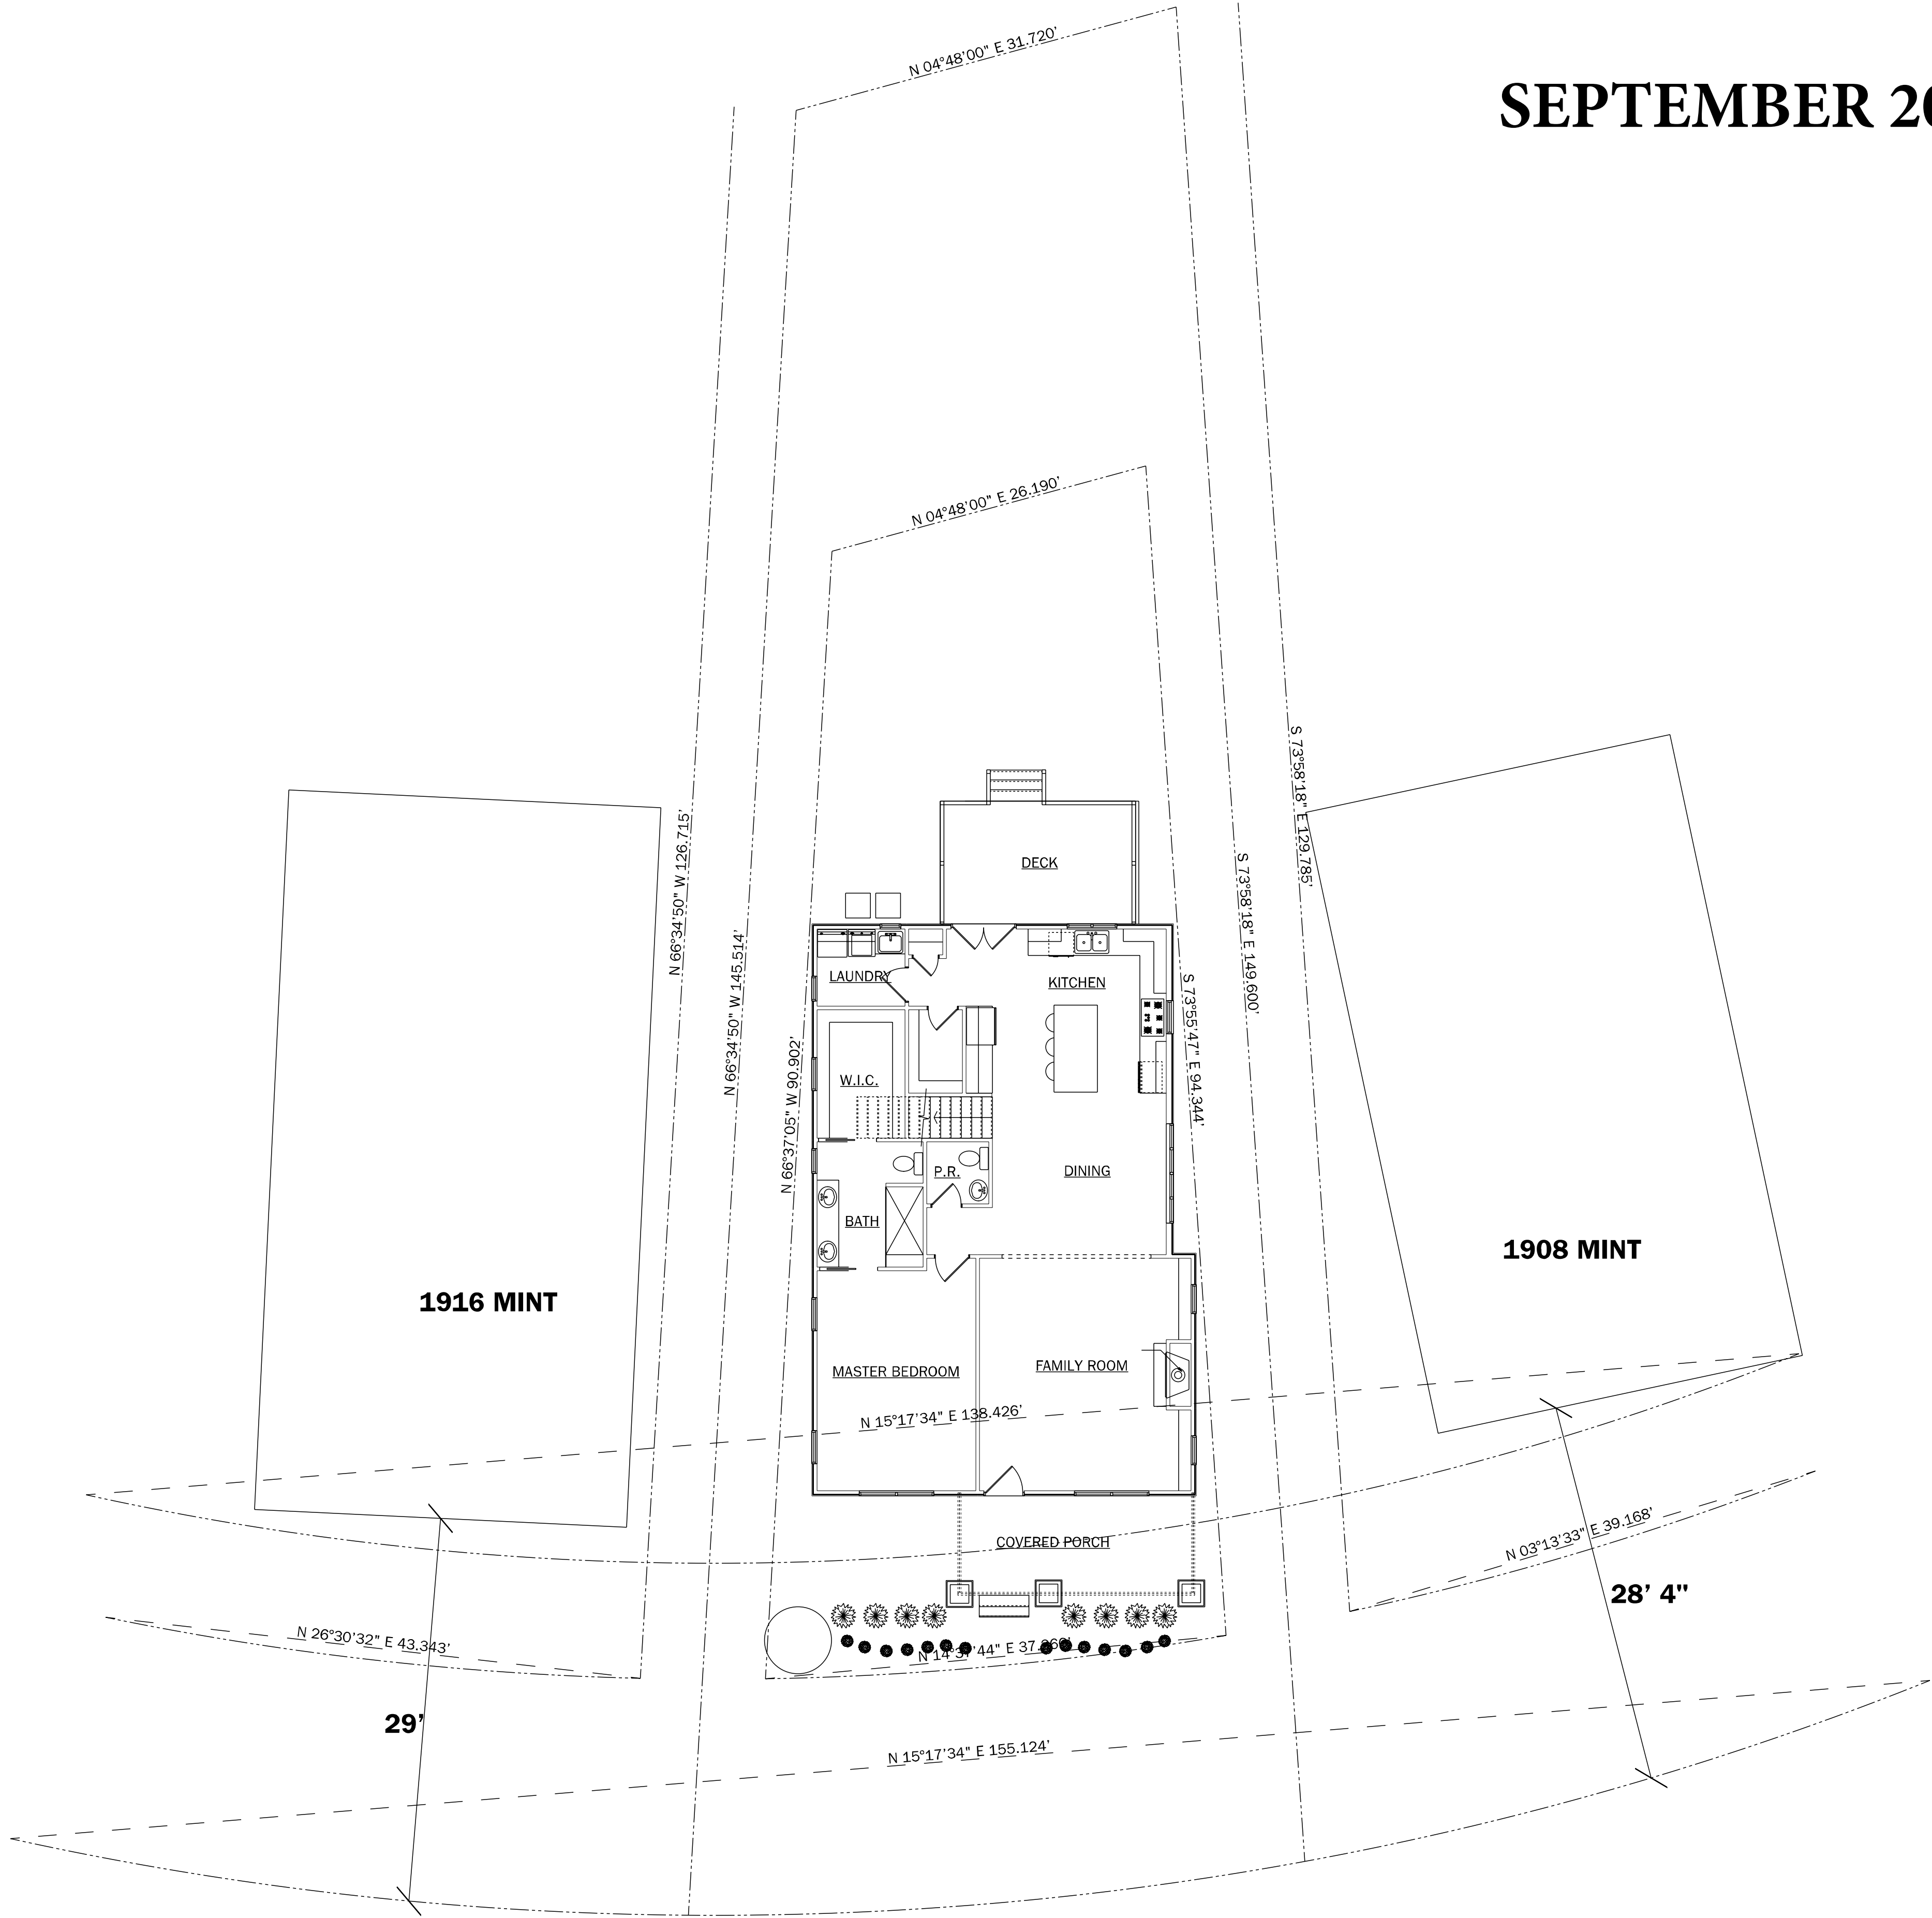 N 04°48'00" E 31.720'
SEPTEMBER 20
N 04°48'00" E 26.190'
S 73°58'18" E 129.785'
N 66°34'50" W 126.715'
DECK
S 73°58'18" E 149.600'
N 66°34'50" W 145.514'
LAUNDRY
KITCHEN
S 73°55'47" E 94.344'
N 66°37'05" W 90.902'
W.I.C.
P.R.
DINING
BATH
1908 MINT
1916 MINT
MASTER BEDROOM
FAMILY ROOM
N 15°17'34" E 138.426'
COVERED PORCH
N 03°13'33" E 39.168'
28' 4"
N 26°30'32" E 43.343'
E
29'
N 15°17'34" E 155.124'